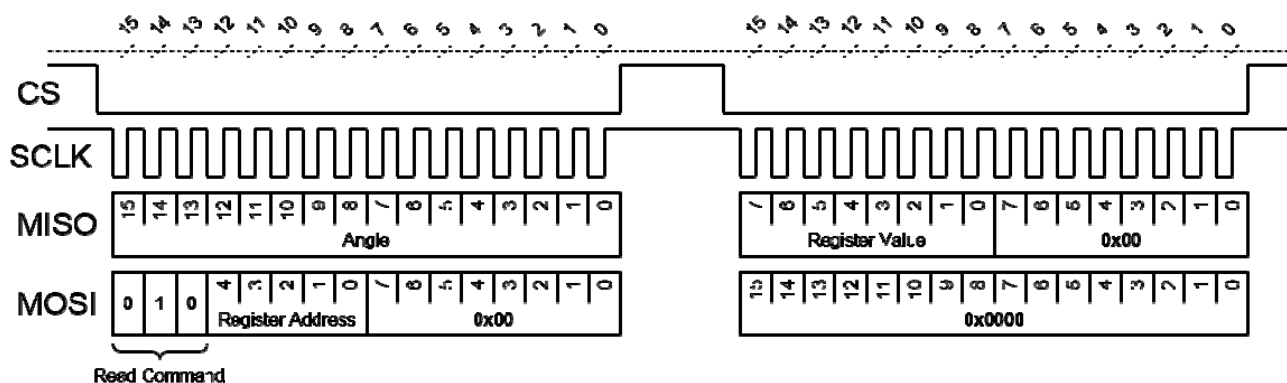 15 14 13 12 11 10 9 8 7 6 5 4 3 2 1 0 15 14 13 12 11 10 9 8 7 6 5 4 3 2 1 0
CS
SCLK
MISO 15 14 13 12 11 10 9 8 7 6 5 4 3 2 1 0 7 6 5 4 3 2 1 0 7 6 5 4 3 2 1 0
Angle Register Value 0x00
MOSI 0 1 0 4 3 2 1 0 7 6 5 4 3 2 1 0 15 14 13 12 11 10 9 8 7 6 5 4 3 2 1 0
Register Address 0x00 0x0000
Read Command